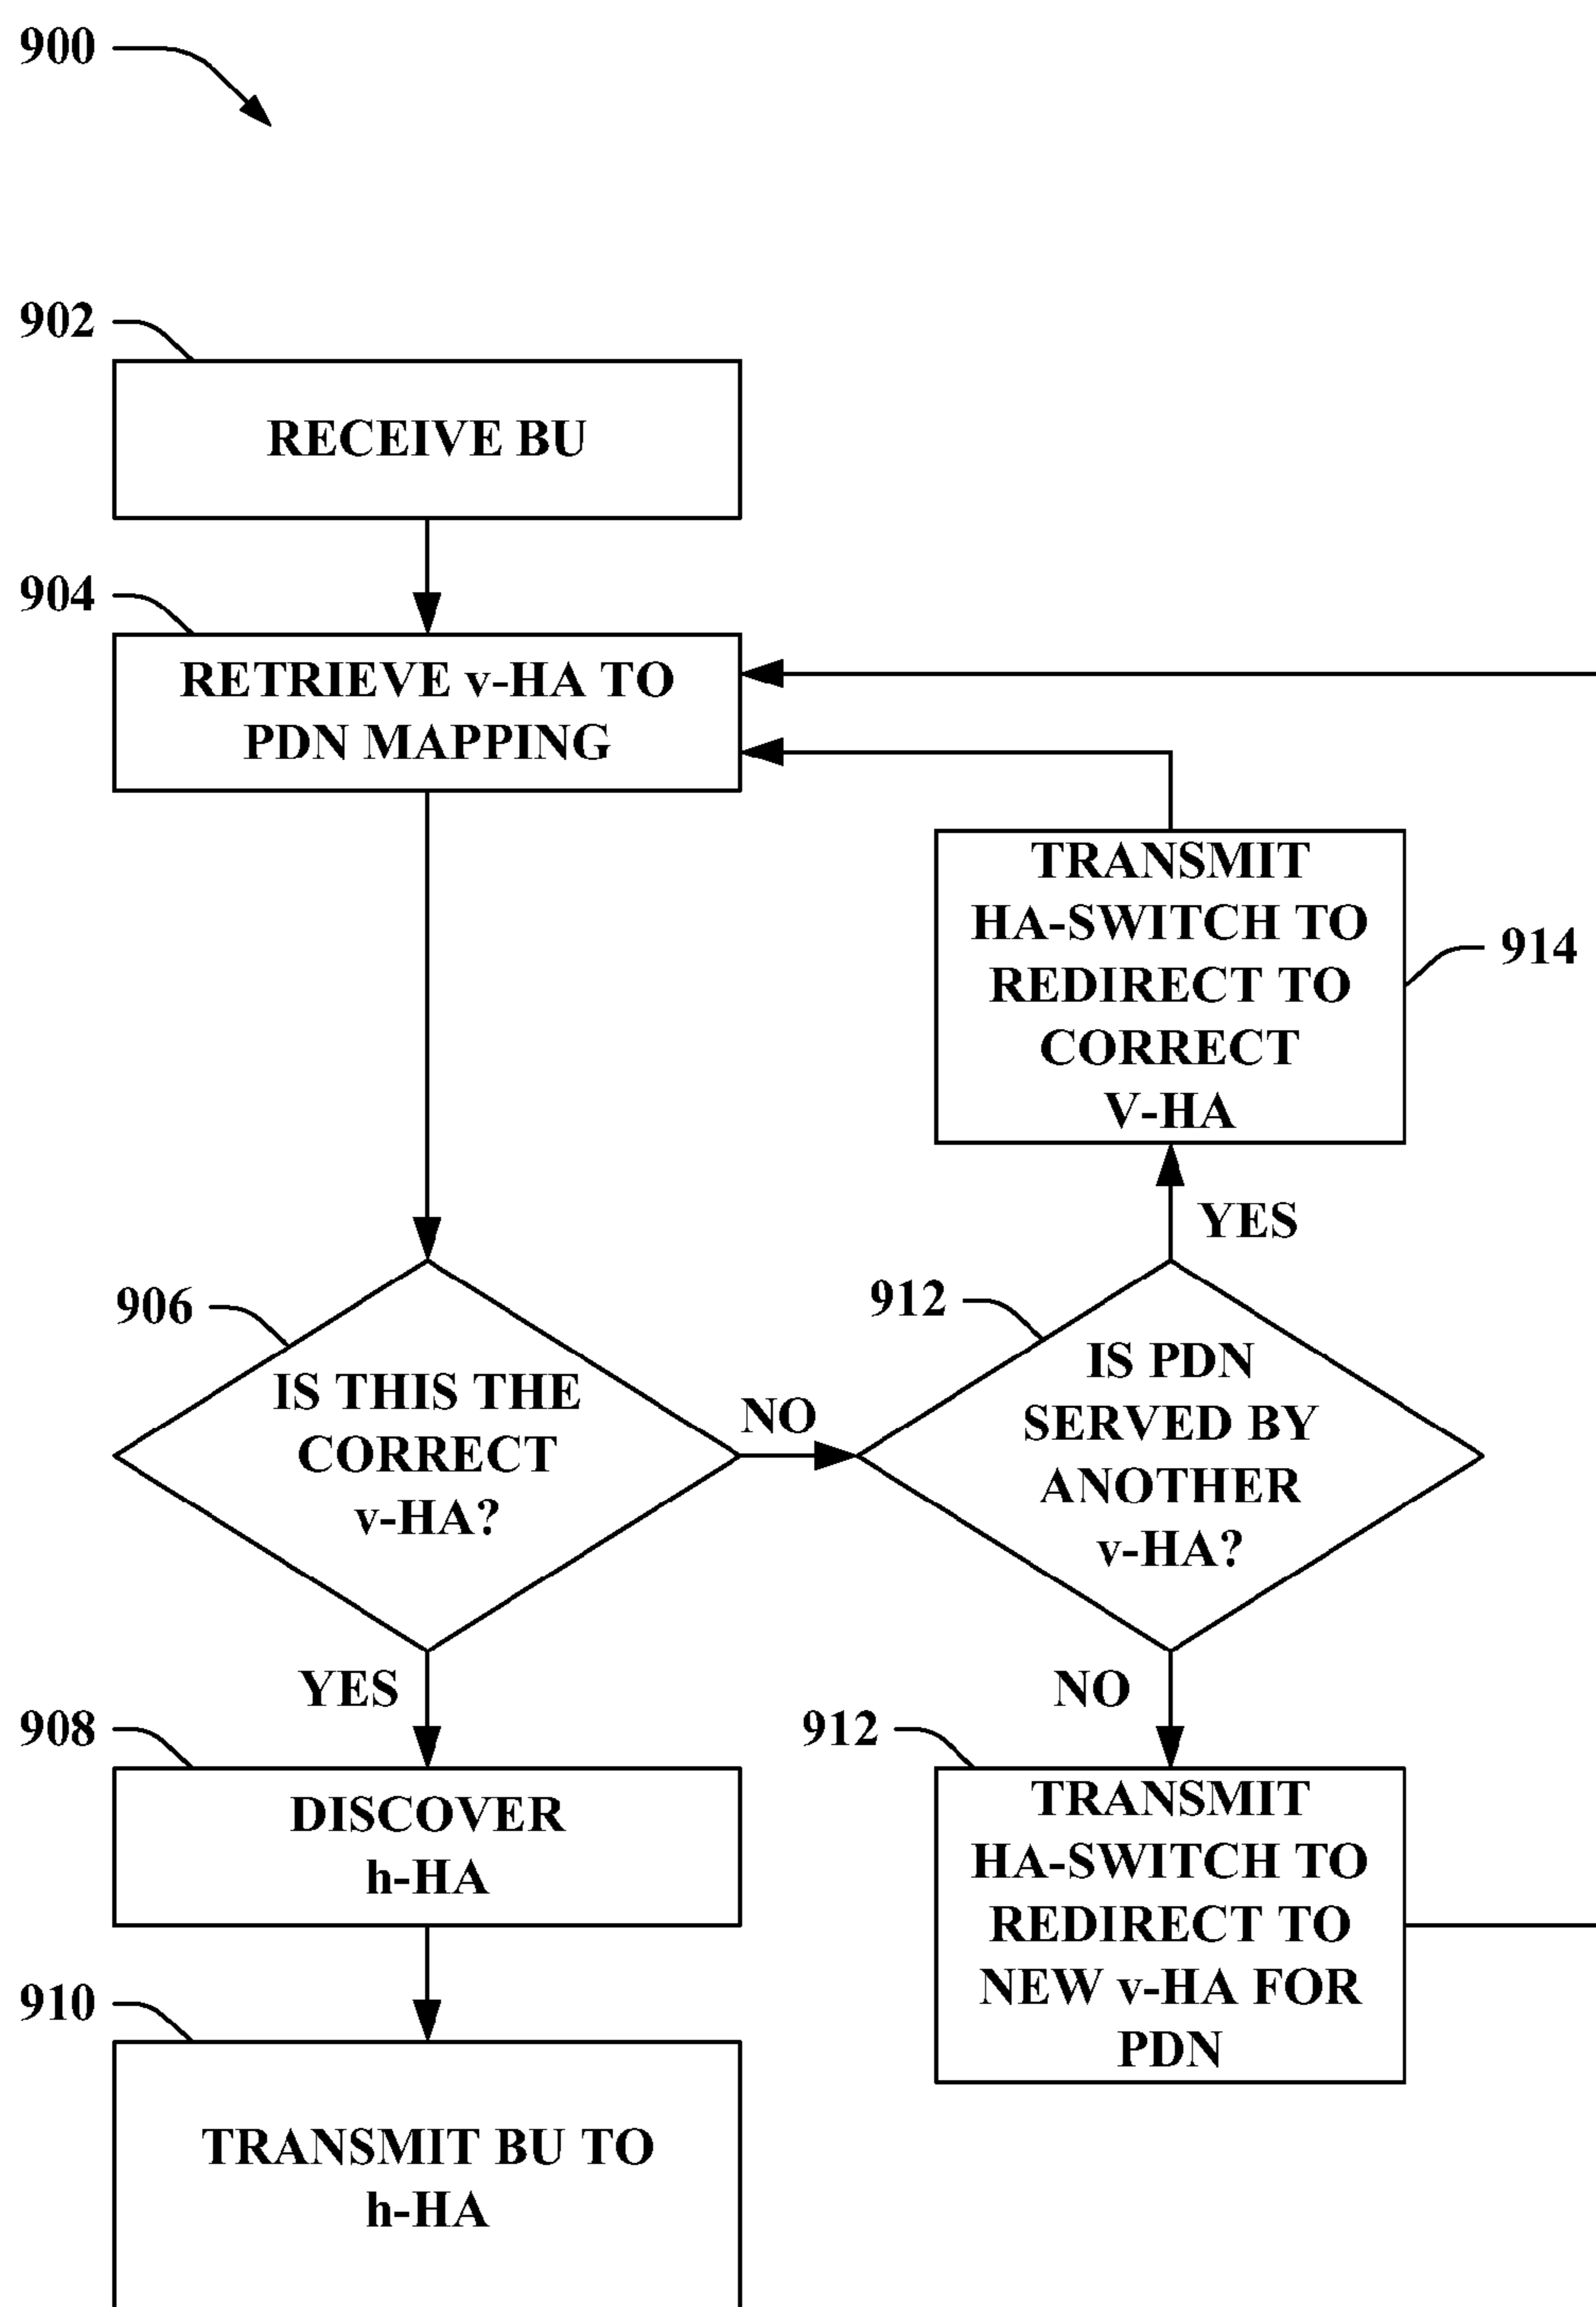 900
902
RECEIVE BU
904
RETRIEVE v-HA TO
PDN MAPPING
TRANSMIT
HA-SWITCH TO
REDIRECT TO
CORRECT
V-HA
914
YES
906
IS THIS THE
CORRECT
v-HA?
NO
912
IS PDN
SERVED BY
ANOTHER
v-HA?
YES
NO
908
DISCOVER
h-HA
912
TRANSMIT
HA-SWITCH TO
REDIRECT TO
NEW v-HA FOR
PDN
910
TRANSMIT BU TO
h-HA